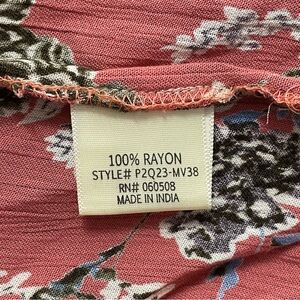 100% RAYON
STYLE# P2Q23-MV38
RN# 060508
MADE IN INDIA